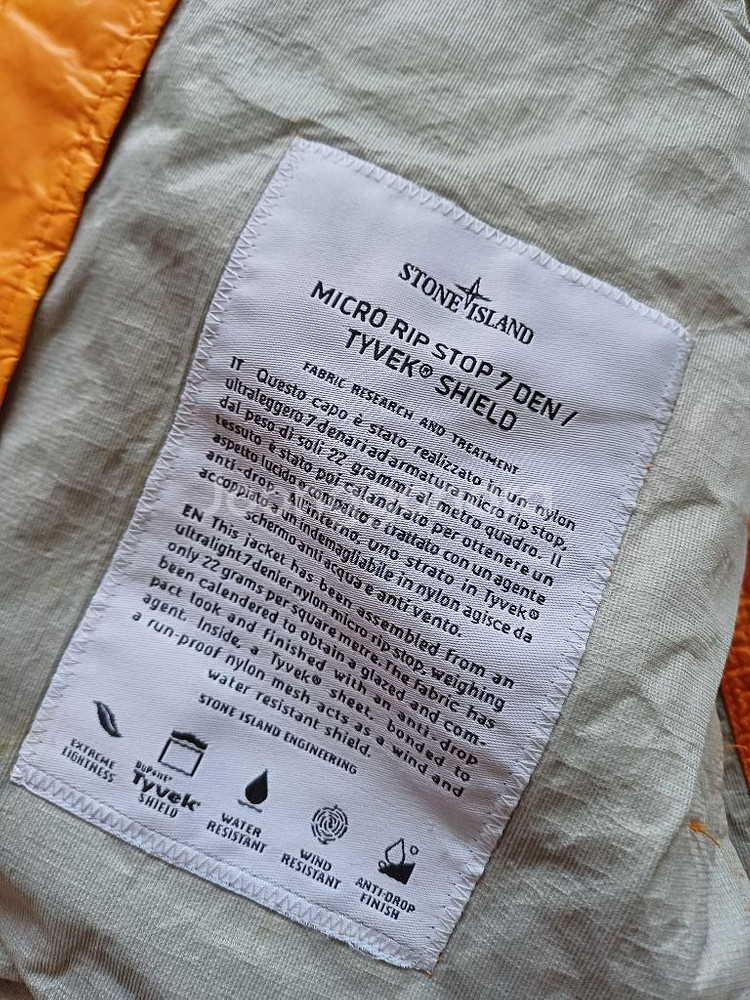 STONE ISLAND
MICRO RIP STOP 7 DEN /
TYVEK® SHIELD
FABRIC RESEARCH AND TREATMENT
IT Questo capo è stato realizzato in un nylon
ultraleggero 7 denari ad armatura micro rip stop,
dal peso di soli 22 grammi al metro quadro. Il
tessuto è stato poi calandrato per ottenere un
aspetto lucido e compatto e trattato con un agente
anti-drop. All'interno, uno strato in Tyvek®
accoppiato a un indemagliabile in nylon agisce da
schermo anti acqua e anti vento.
EN This jacket has been assembled from an
ultralight 7 denier nylon micro rip stop, weighing
only 22 grams per square metre. The fabric has
been calendered to obtain a glazed and com-
pact look and finished with an anti-drop
agent. Inside, a Tyvek® sheet, bonded to
a run-proof nylon mesh acts as a wind and
water resistant shield.
STONE ISLAND ENGINEERING
EXTREME
LIGHTNESS
DuPont™
Tyvek®
SHIELD
WATER
RESISTANT
WIND
RESISTANT
ANTI-DROP
FINISH